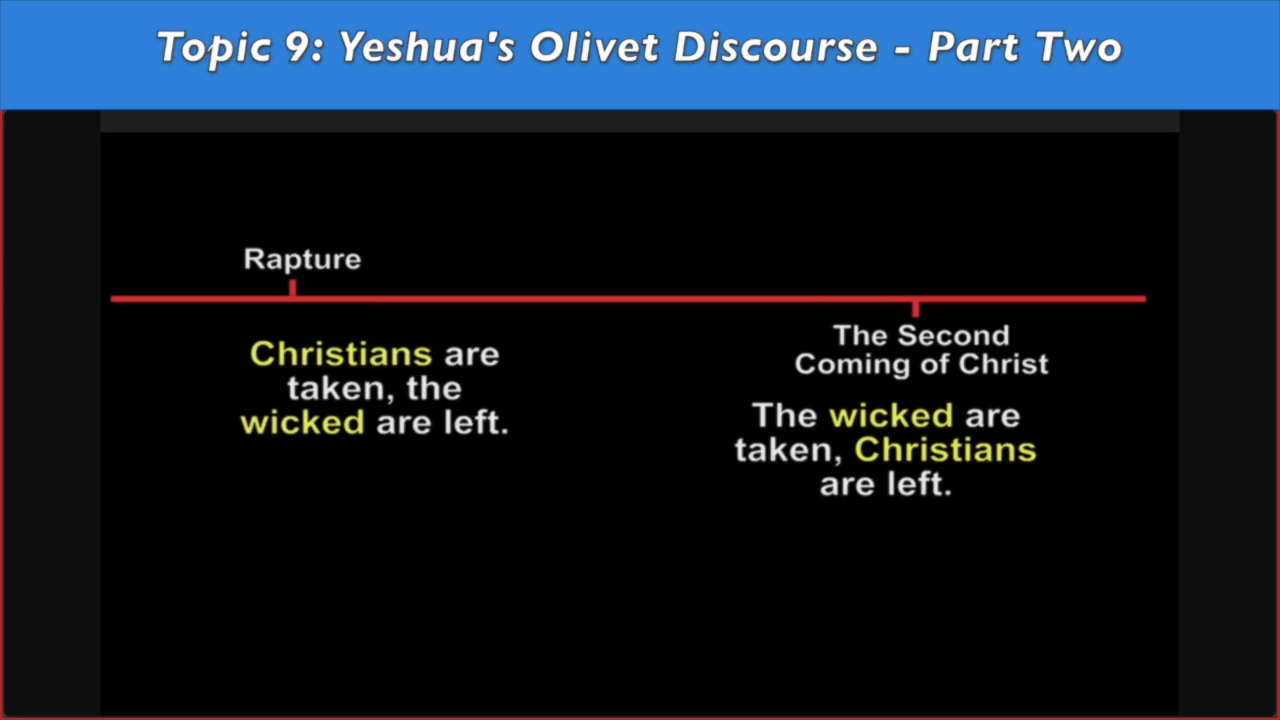 Topic 9: Yeshua's Olivet Discourse - Part Two
Rapture
Christians are
taken, the
wicked are left.
The Second
Coming of Christ
The wicked are
taken, Christians
are left.